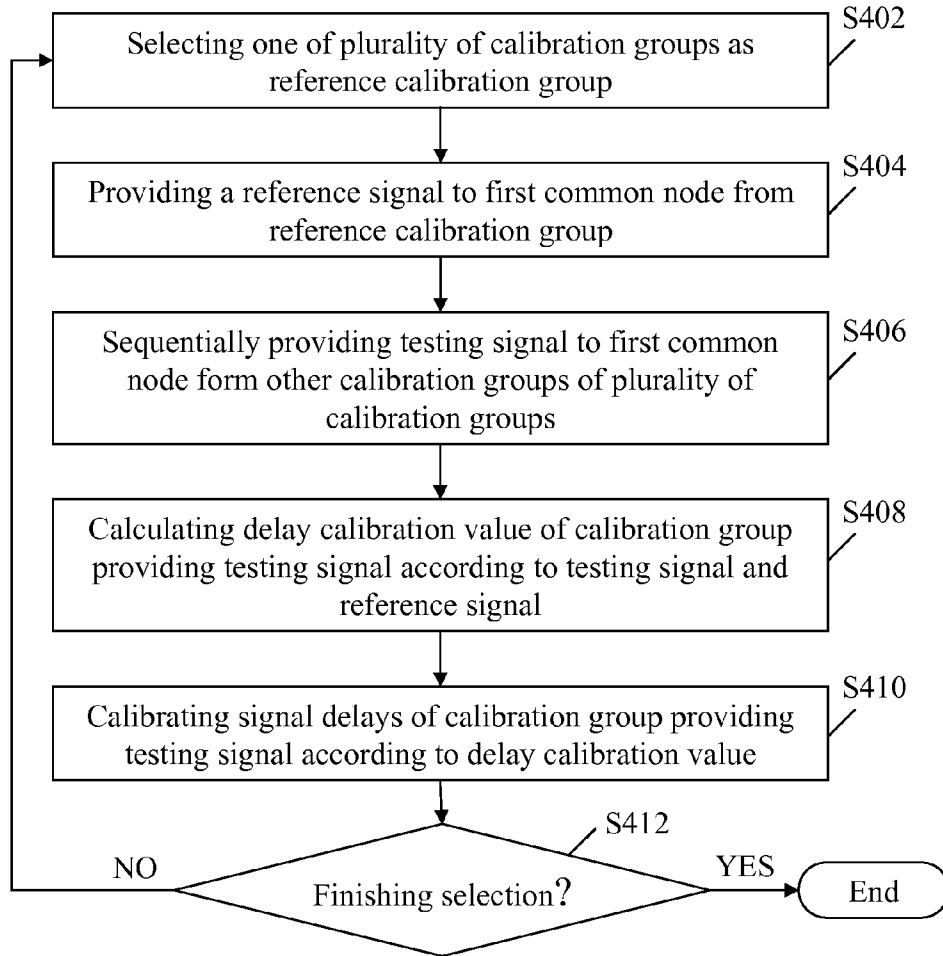 S402
Selecting one of plurality of calibration groups as
reference calibration group
S404
Providing a reference signal to first common node from
reference calibration group
S406
Sequentially providing testing signal to first common
node form other calibration groups of plurality of
calibration groups
S408
Calculating delay calibration value of calibration group
providing testing signal according to testing signal and
reference signal
S410
Calibrating signal delays of calibration group providing
testing signal according to delay calibration value
S412
NO
Finishing selection?
YES
End